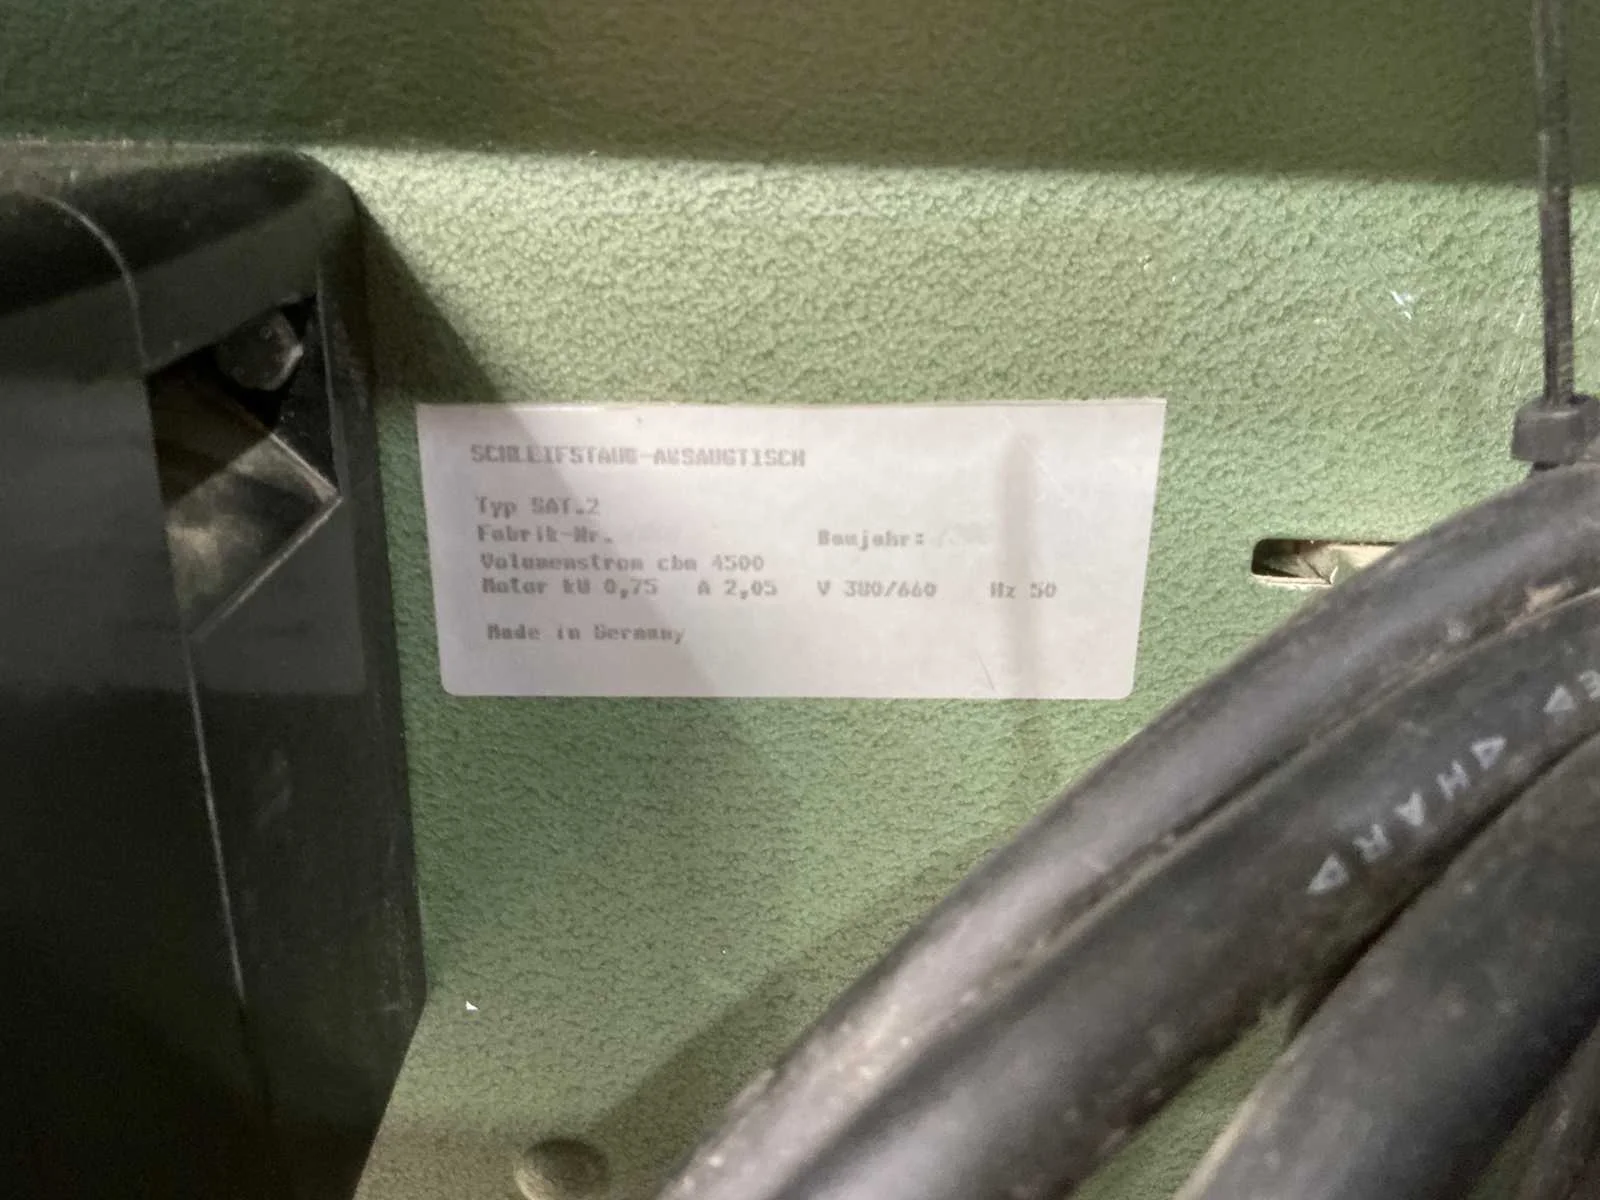 SCHLEIFSTAUB-ABSAUGTISCH
Typ SAT.2
Fabrik-Nr.
Baujahr:
Volumenstrom cbm 4500
Motor kW 0,75 A 2,05 V 380/660 Hz 50
Made in Germany
◁ HAR ▷